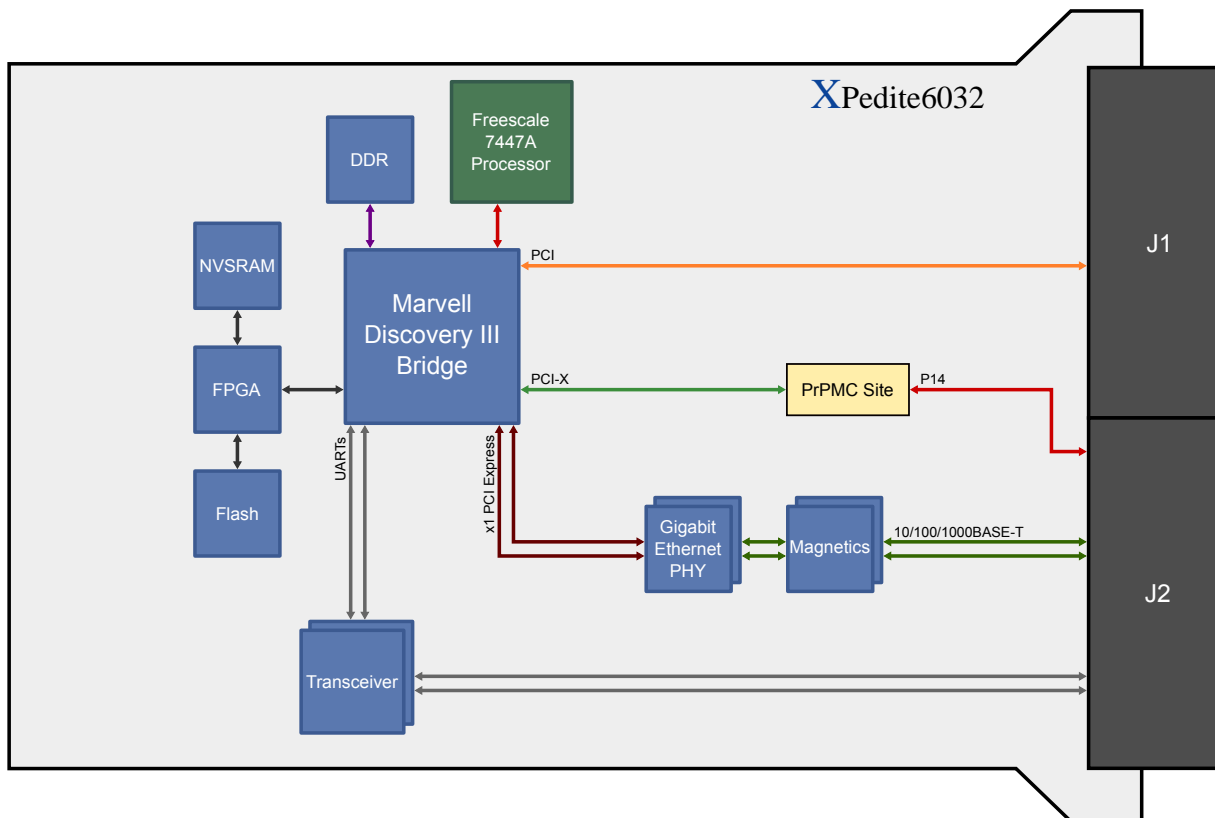 XPedite6032
Freescale
7447A
Processor
DDR
J1
NVSRAM
PCI
Marvell
Discovery III
Bridge
FPGA
PCI-X
PrPMC Site
P14
UARTs
x1 PCI Express
Flash
Gigabit
Ethernet
PHY
Magnetics
10/100/1000BASE-T
J2
Transceiver